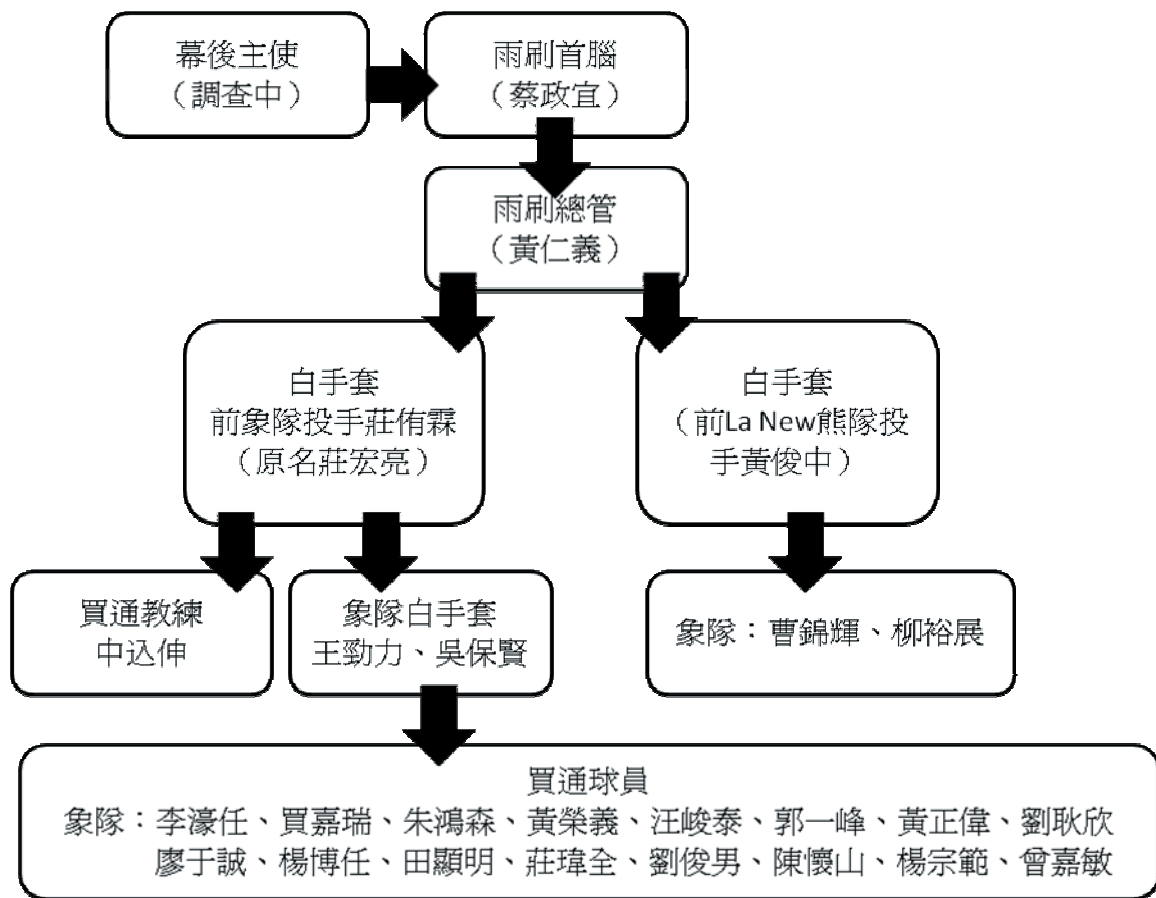 幕後主使
（調查中）
雨刷首腦
（蔡政宜）
雨刷總管
（黃仁義）
白手套
前象隊投手莊侑霖
（原名莊宏亮）
白手套
（前La New熊隊投
手黃俊中）
買通教練
中込伸
象隊白手套
王勁力、吳保賢
象隊：曹錦輝、柳裕展
買通球員
象隊：李濠任、買嘉瑞、朱鴻森、黃榮義、汪峻泰、郭一峰、黃正偉、劉耿欣
廖于誠、楊博任、田顯明、莊瑋全、劉俊男、陳懷山、楊宗範、曾嘉敏